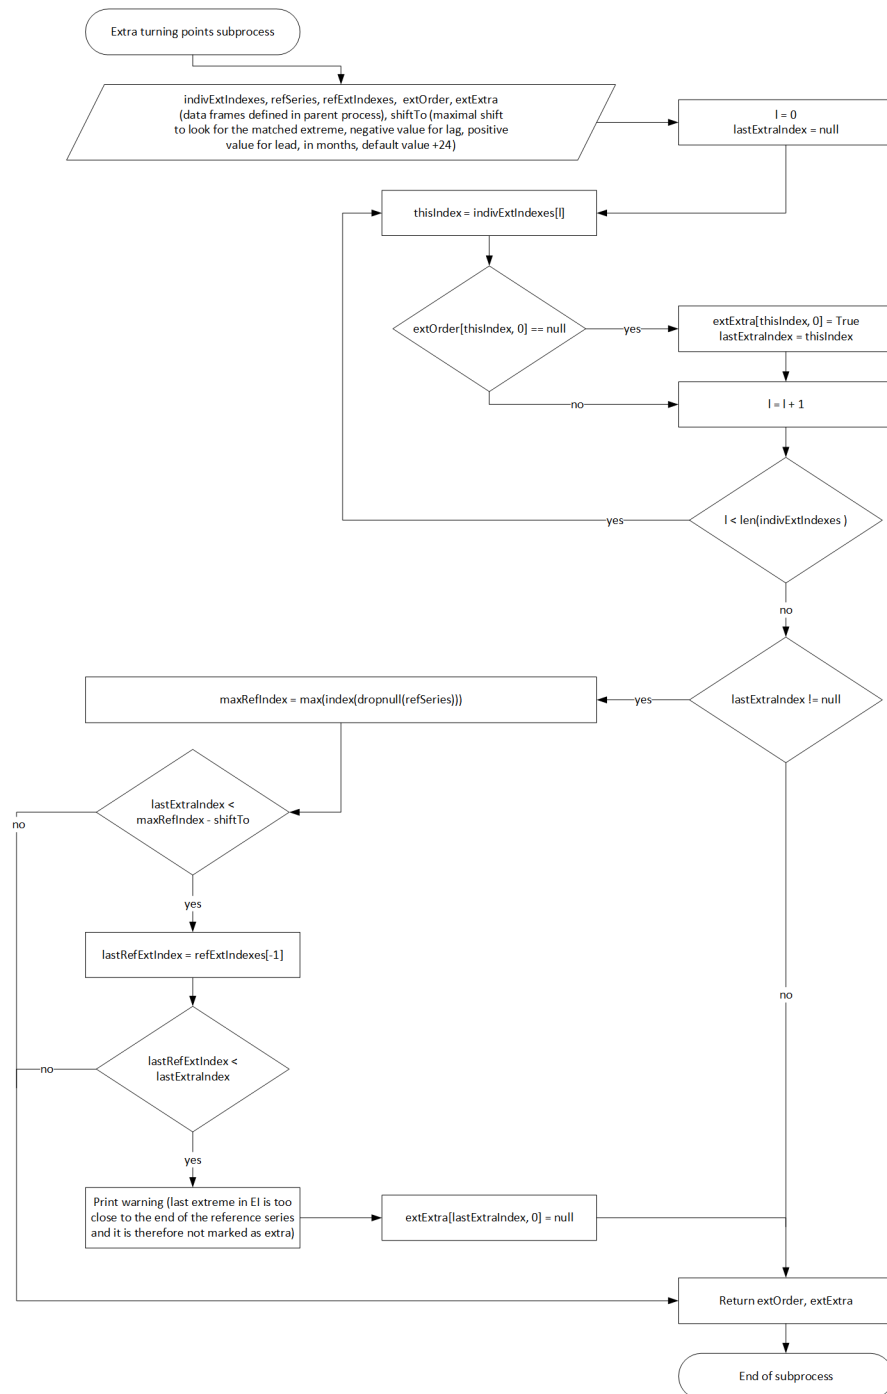 Extra turning points subprocess
indivExtIndexes, refSeries, refExtIndexes,  extOrder, extExtra
(data frames defined in parent process), shiftTo (maximal shift
to look for the matched extreme, negative value for lag, positive
value for lead, in months, default value +24)
l = 0
lastExtraIndex = null
thisIndex = indivExtIndexes[l]
extOrder[thisIndex, 0] == null
yes
extExtra[thisIndex, 0] = True
lastExtraIndex = thisIndex
no
l = l + 1
l < len(indivExtIndexes )
yes
no
lastExtraIndex != null
yes
maxRefIndex = max(index(dropnull(refSeries)))
lastExtraIndex <
maxRefIndex - shiftTo
no
yes
lastRefExtIndex = refExtIndexes[-1]
no
lastRefExtIndex <
lastExtraIndex
no
yes
Print warning (last extreme in EI is too
close to the end of the reference series
and it is therefore not marked as extra)
extExtra[lastExtraIndex, 0] = null
Return extOrder, extExtra
End of subprocess